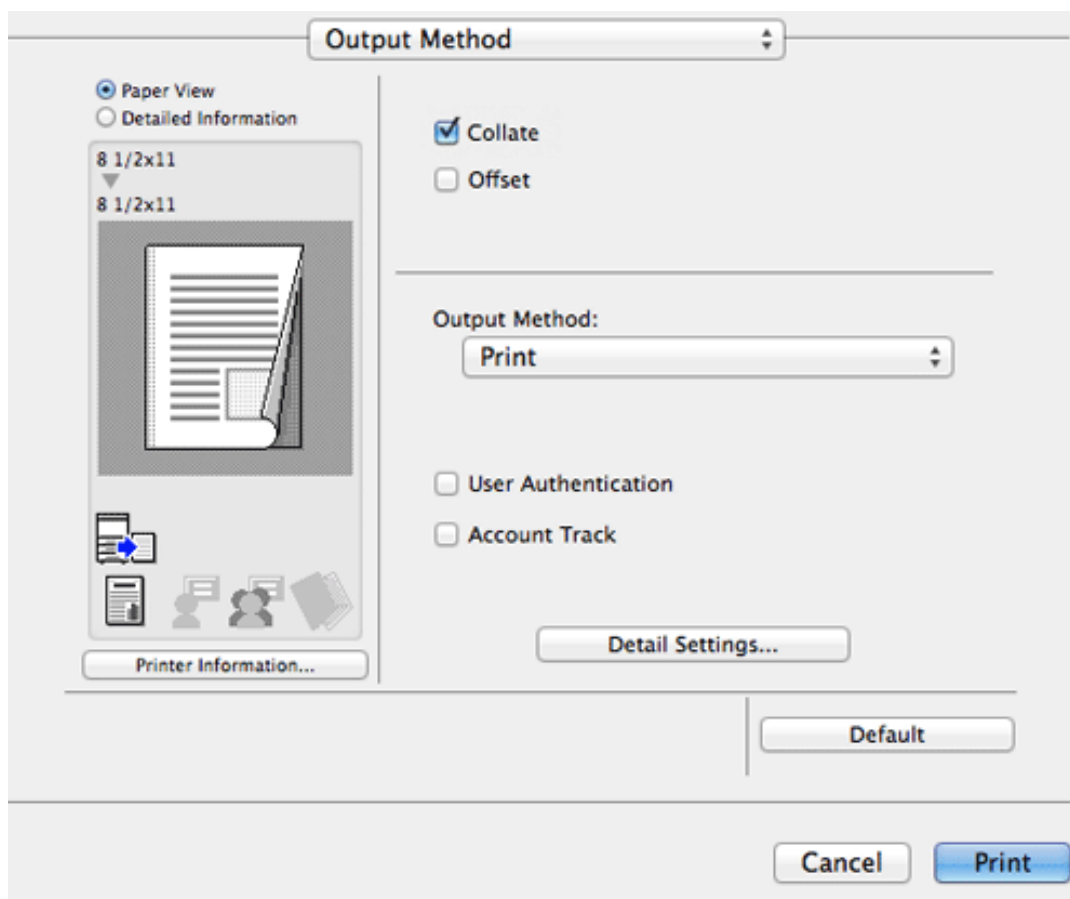 Output Method
Paper View
Detailed Information
8 1/2x11
8 1/2x11
Printer Information...
Collate
Offset
Output Method:
Print
User Authentication
Account Track
Detail Settings...
Default
Cancel
Print